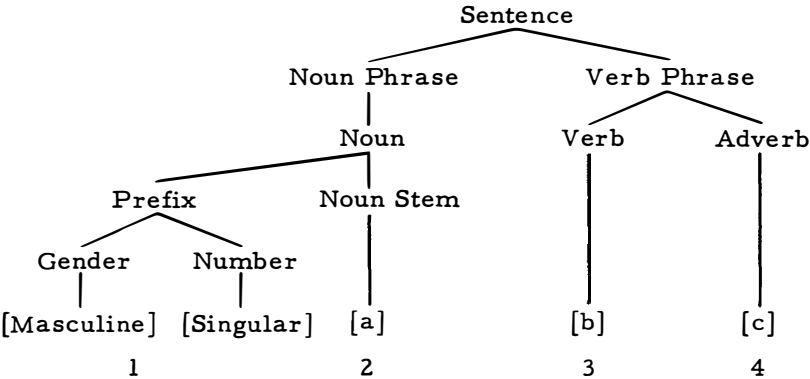 Sentence
Noun Phrase Verb Phrase
Noun Verb Adverb
Prefix Noun Stem
Gender Number
[Masculine] [Singular] [a] [b] [c]
1 2 3 4